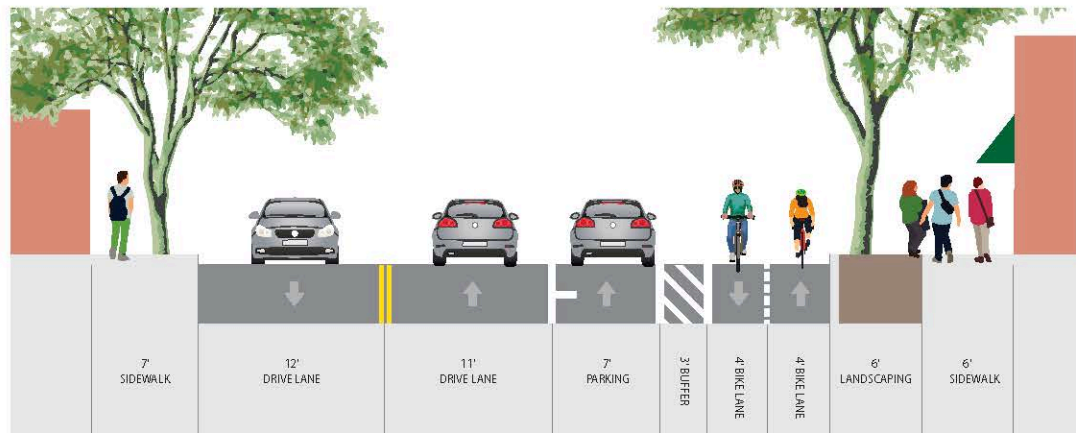 7'
SIDEWALK
12'
DRIVE LANE
11'
DRIVE LANE
7'
PARKING
3' BUFFER
4' BIKE LANE
4' BIKE LANE
6'
LANDSCAPING
6'
SIDEWALK